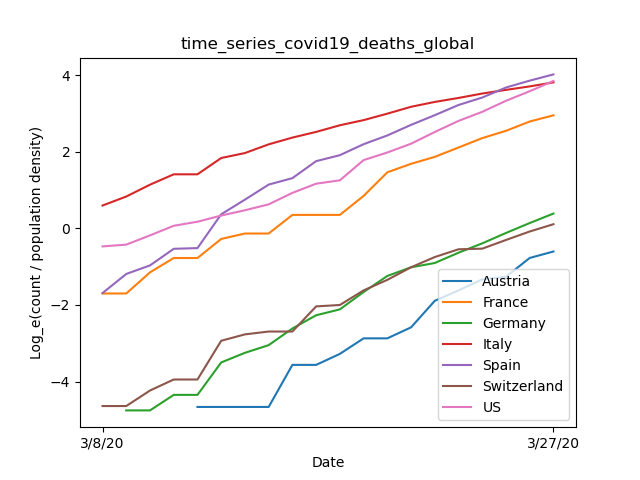 time_series_covid19_deaths_global
Log_e(count / population density)
4
2
0
−2
−4
Austria
France
Germany
Italy
Spain
Switzerland
US
3/8/20
3/27/20
Date